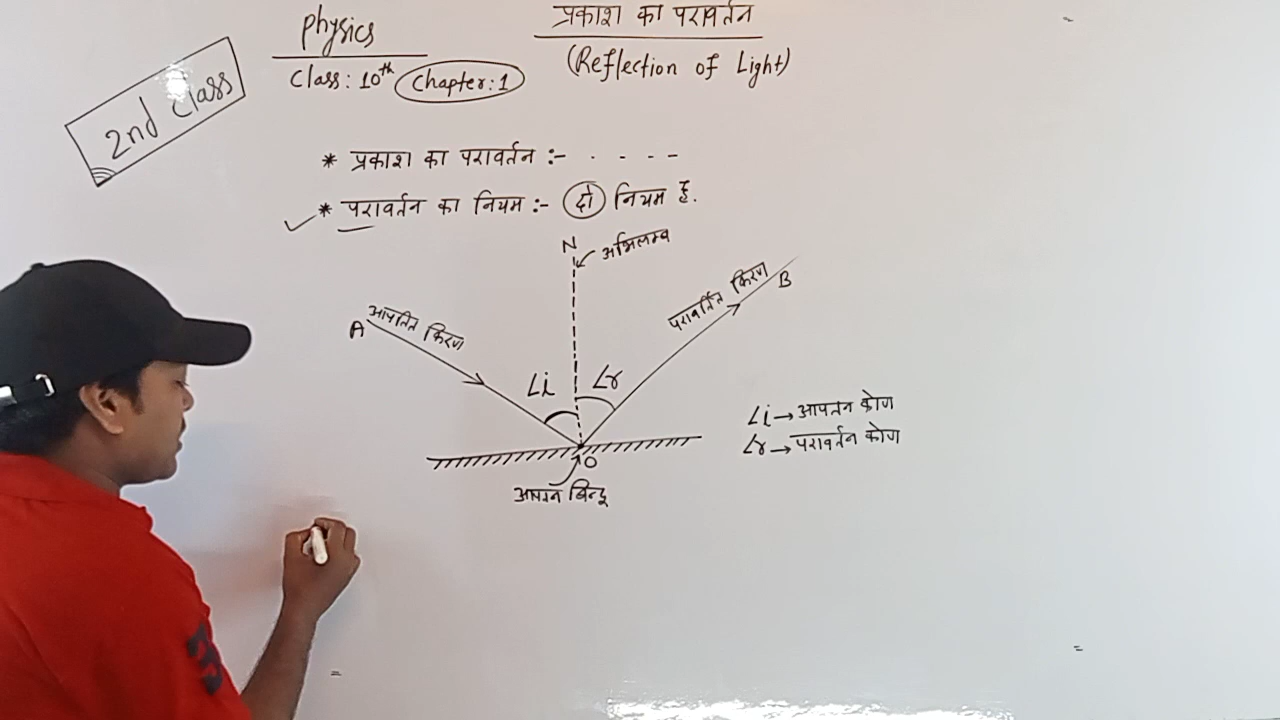 Physics
Class: 10th Chapter: 1
प्रकाश का परावर्तन
(Reflection of Light)
2nd Class
* प्रकाश का परावर्तन :- - - - -
* परावर्तन का नियम :- दो नियम है.
N
अभिलम्ब
A
आपतित किरण
परावर्तित किरण
B
∠i
∠r
O
आपतन बिन्दू
∠i → आपतन कोण
∠r → परावर्तन कोण